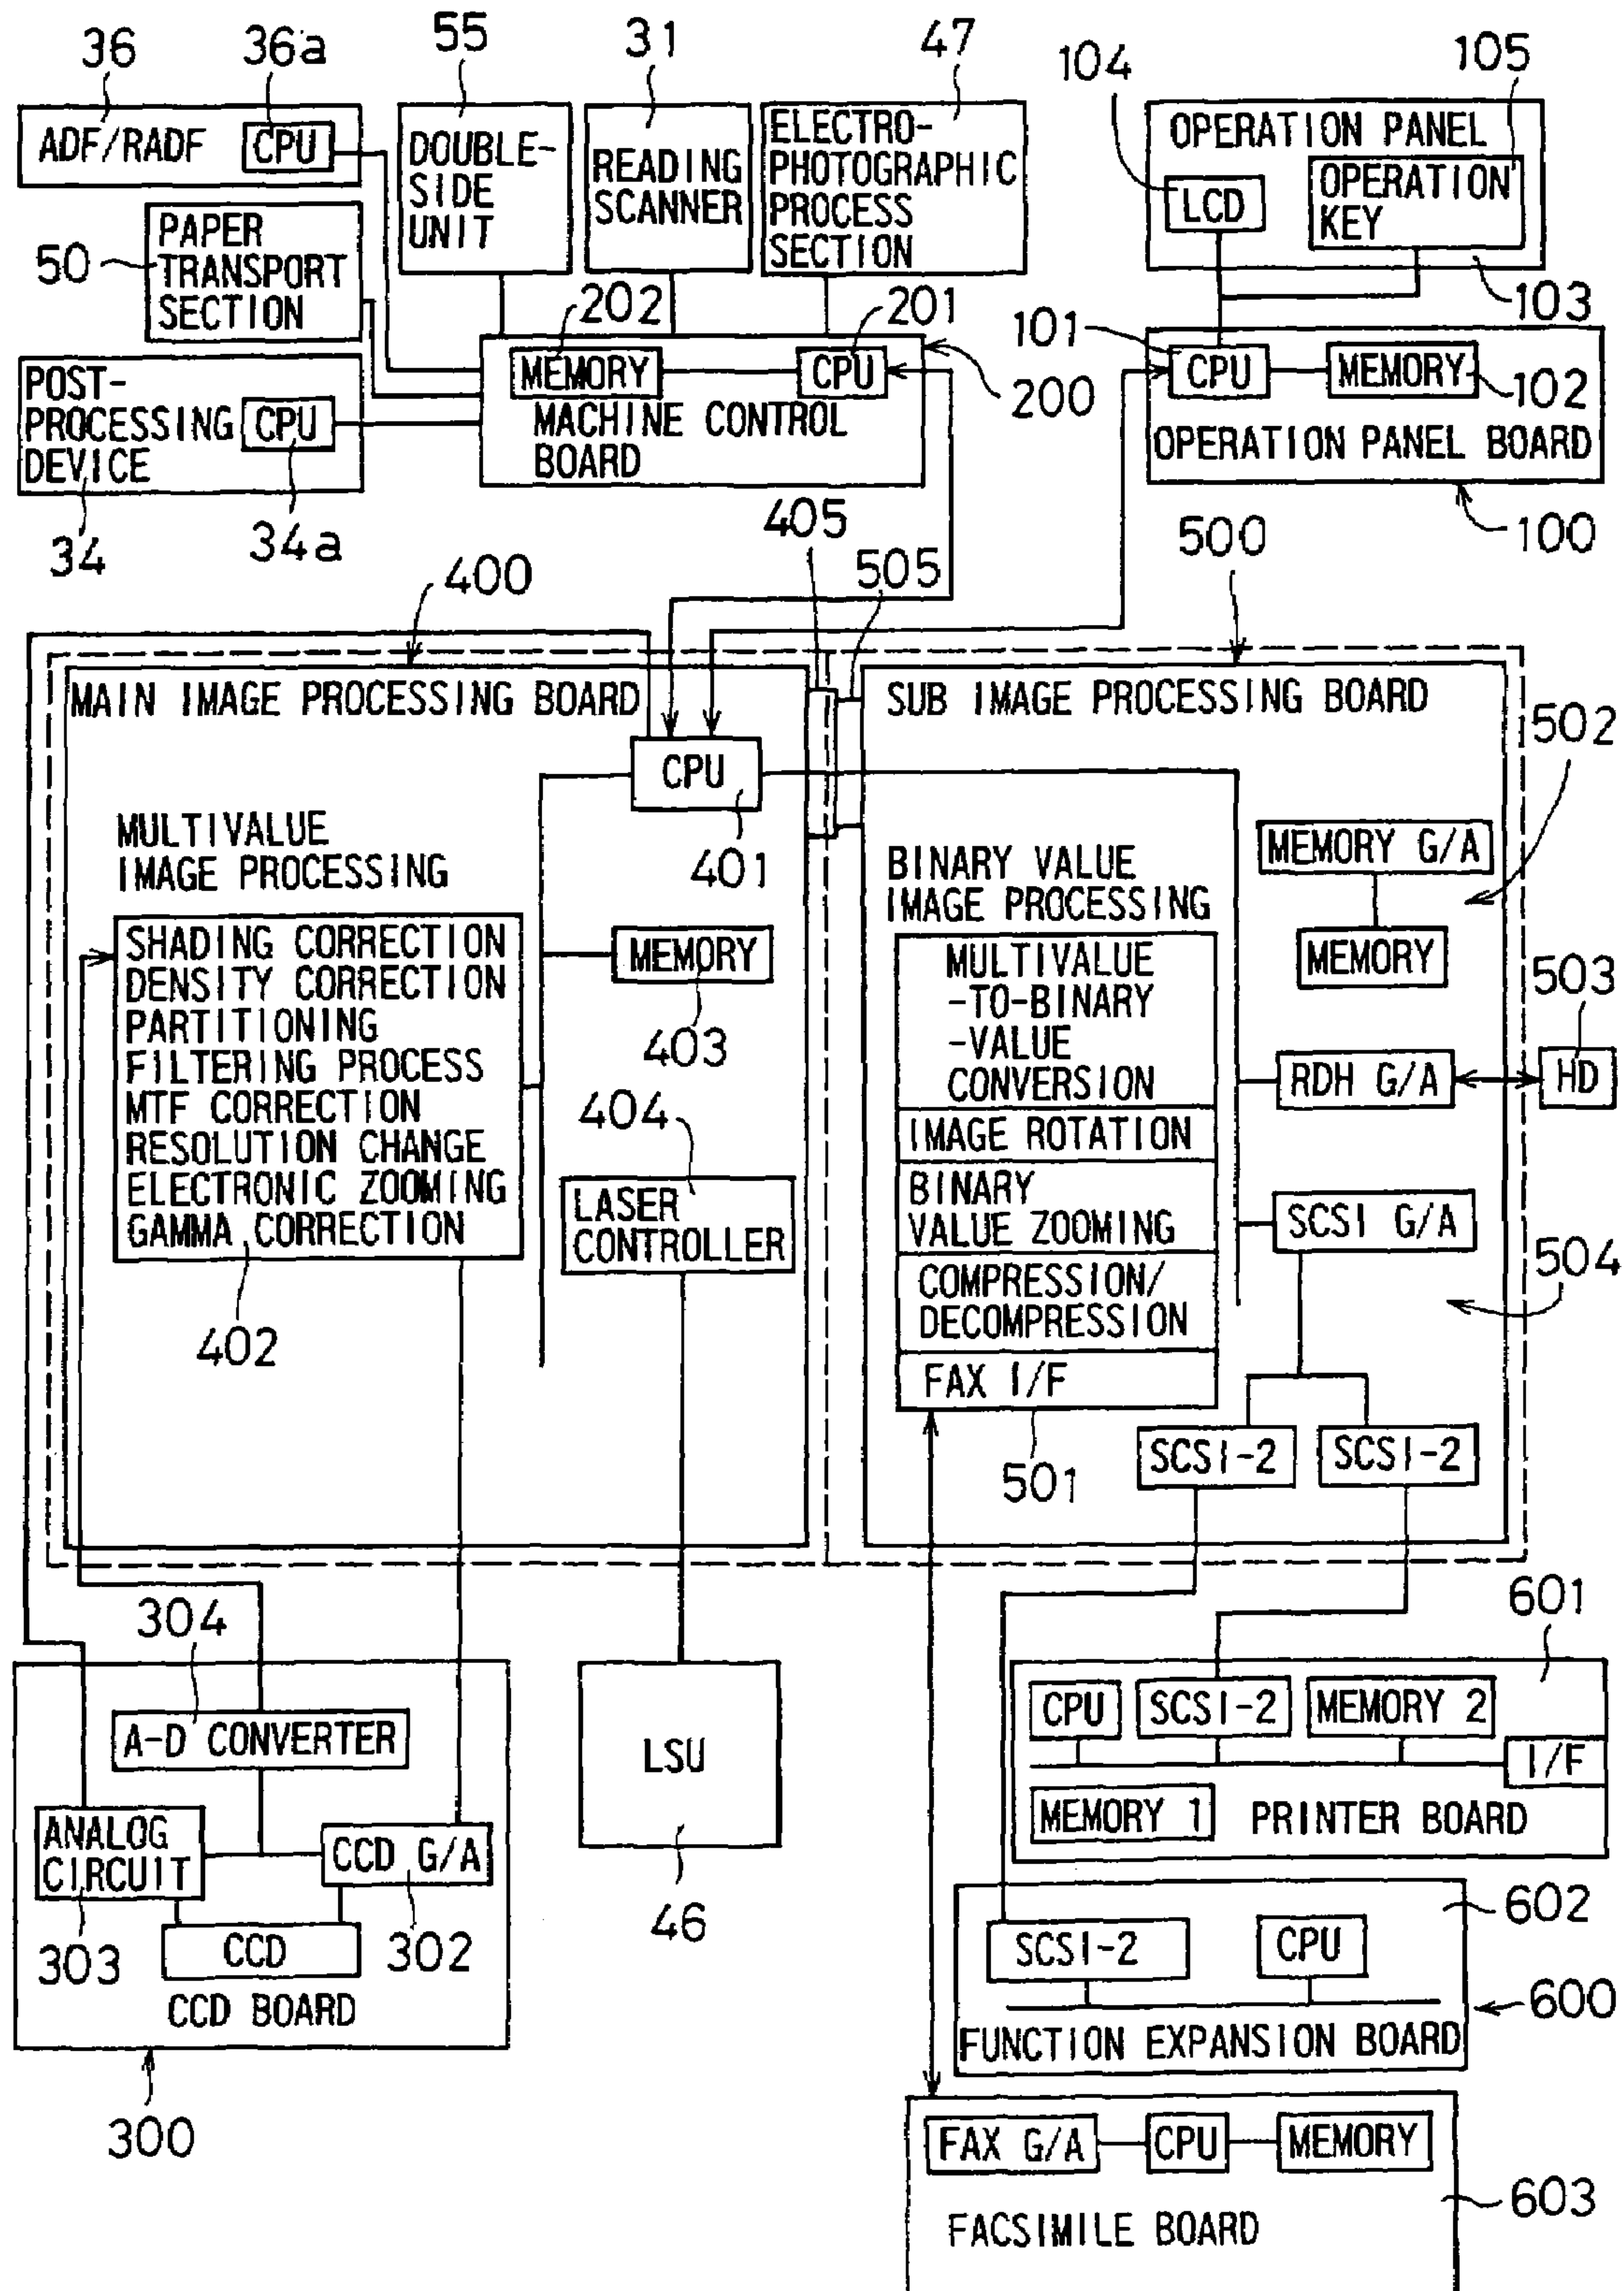 36
36a
55
31
47
104
105
ADF/RADF
CPU
DOUBLE-
SIDE
UNIT
READING
SCANNER
ELECTRO-
PHOTOGRAPHIC
PROCESS
SECTION
OPERATION PANEL
LCD
OPERATION
KEY
103
50
PAPER
TRANSPORT
SECTION
202
201
MEMORY
CPU
MACHINE CONTROL
BOARD
200
101
CPU
MEMORY
102
OPERATION PANEL BOARD
100
POST-
PROCESSING
DEVICE
CPU
34
34a
400
405
505
500
MAIN IMAGE PROCESSING BOARD
CPU
401
MULTIVALUE
IMAGE PROCESSING
SHADING CORRECTION
DENSITY CORRECTION
PARTITIONING
FILTERING PROCESS
MTF CORRECTION
RESOLUTION CHANGE
ELECTRONIC ZOOMING
GAMMA CORRECTION
402
MEMORY
403
404
LASER
CONTROLLER
SUB IMAGE PROCESSING BOARD
502
MEMORY G/A
MEMORY
BINARY VALUE
IMAGE PROCESSING
MULTIVALUE
-TO-BINARY
-VALUE
CONVERSION
IMAGE ROTATION
BINARY
VALUE ZOOMING
COMPRESSION/
DECOMPRESSION
FAX I/F
501
503
RDH G/A
HD
SCSI G/A
504
SCSI-2
SCSI-2
304
A-D CONVERTER
ANALOG
CIRCUIT
CCD G/A
303
CCD
302
CCD BOARD
300
LSU
46
601
CPU
SCSI-2
MEMORY 2
I/F
MEMORY 1
PRINTER BOARD
602
SCSI-2
CPU
600
FUNCTION EXPANSION BOARD
FAX G/A
CPU
MEMORY
603
FACSIMILE BOARD